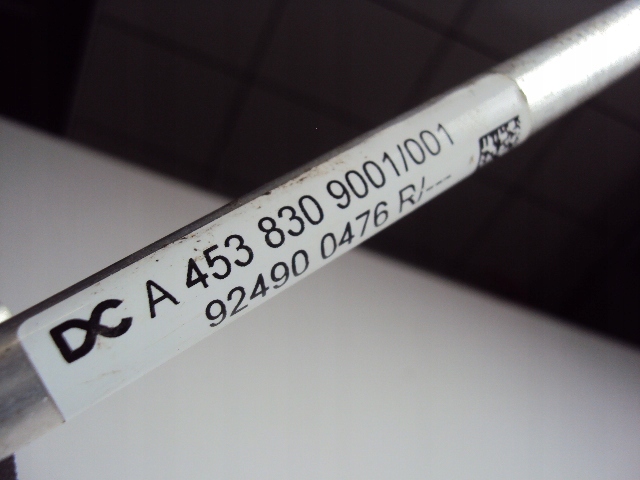 DC A 453 830 9001/001
92490 0476 R/---